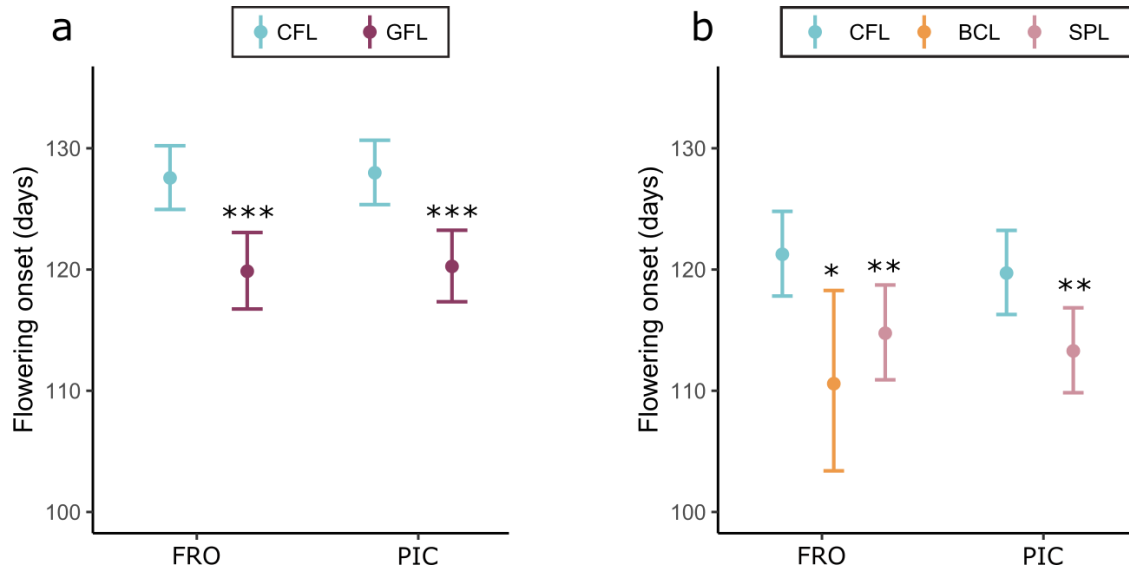 a
CFL GFL
Flowering onset (days)
130
120
110
100
***
***
FRO PIC
b
CFL BCL SPL
Flowering onset (days)
130
120
110
100
*
**
**
FRO PIC